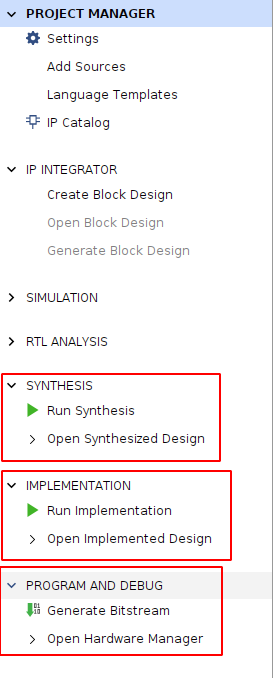 PROJECT MANAGER
Settings
Add Sources
Language Templates
IP Catalog
IP INTEGRATOR
Create Block Design
Open Block Design
Generate Block Design
SIMULATION
RTL ANALYSIS
SYNTHESIS
Run Synthesis
Open Synthesized Design
IMPLEMENTATION
Run Implementation
Open Implemented Design
PROGRAM AND DEBUG
Generate Bitstream
Open Hardware Manager